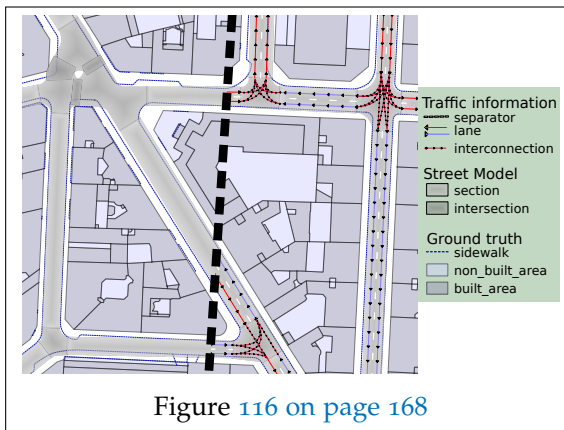 Traffic information
separator
lane
interconnection
Street Model
section
intersection
Ground truth
sidewalk
non_built_area
built_area
Figure 116 on page 168